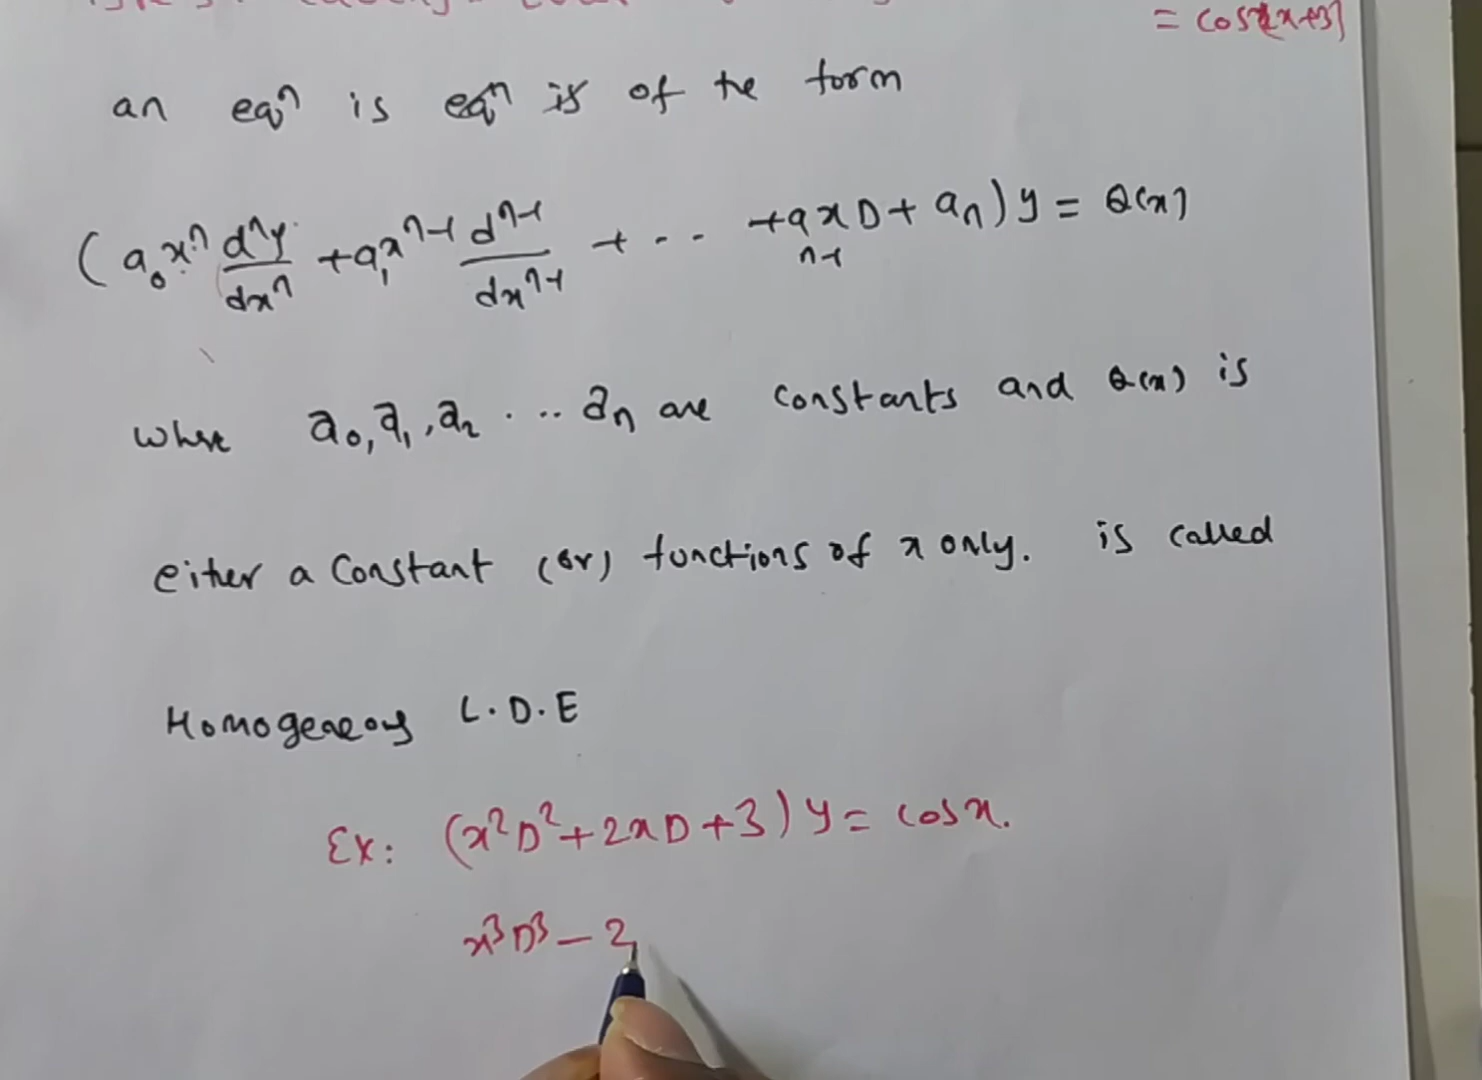 = cos[2x+3]
an eqⁿ is eqⁿ is of the form
(a₀xⁿ dⁿy/dxⁿ + a₁xⁿ⁻¹ dⁿ⁻¹/dxⁿ⁻¹ + ... + aₙ₋₁xD + aₙ) y = Q(x)
where a₀, a₁, a₂ ... aₙ are constants and Q(x) is
either a constant (or) functions of x only. is called
Homogeneous L.D.E
Ex: (x²D² + 2xD + 3) y = cosx.
x³D³ - 2